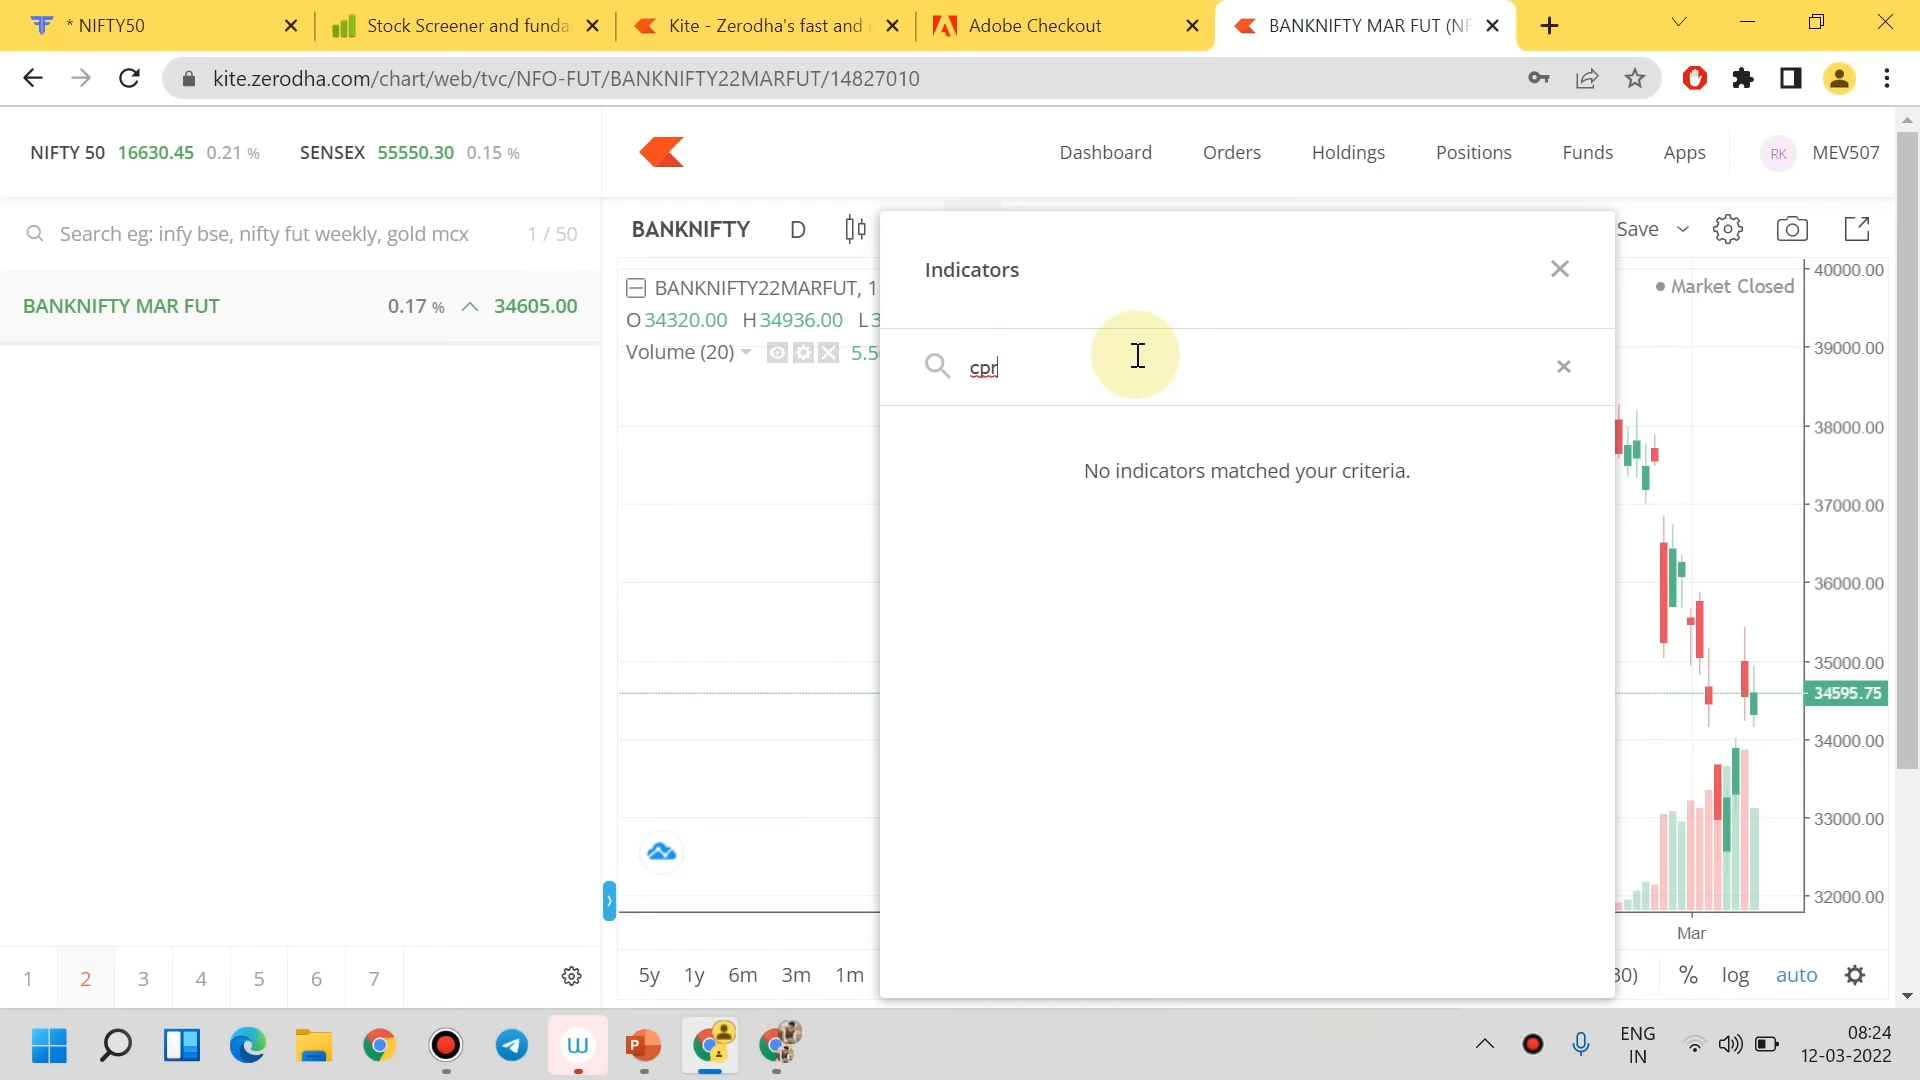 * NIFTY50
Stock Screener and funda
Kite - Zerodha's fast and
Adobe Checkout
BANKNIFTY MAR FUT (NF
kite.zerodha.com/chart/web/tvc/NFO-FUT/BANKNIFTY22MARFUT/14827010
NIFTY 50 16630.45 0.21 % SENSEX 55550.30 0.15 %
Dashboard Orders Holdings Positions Funds Apps RK MEV507
Search eg: infy bse, nifty fut weekly, gold mcx 1 / 50
BANKNIFTY MAR FUT 0.17 % 34605.00
BANKNIFTY D
Save
BANKNIFTY22MARFUT, 1
O34320.00 H34936.00 L3
Volume (20) 5.5
Indicators
cpr
No indicators matched your criteria.
Market Closed
40000.00
39000.00
38000.00
37000.00
36000.00
35000.00
34595.75
34000.00
33000.00
32000.00
Mar
1 2 3 4 5 6 7
5y 1y 6m 3m 1m
30) % log auto
W
P
ENG
IN
08:24
12-03-2022